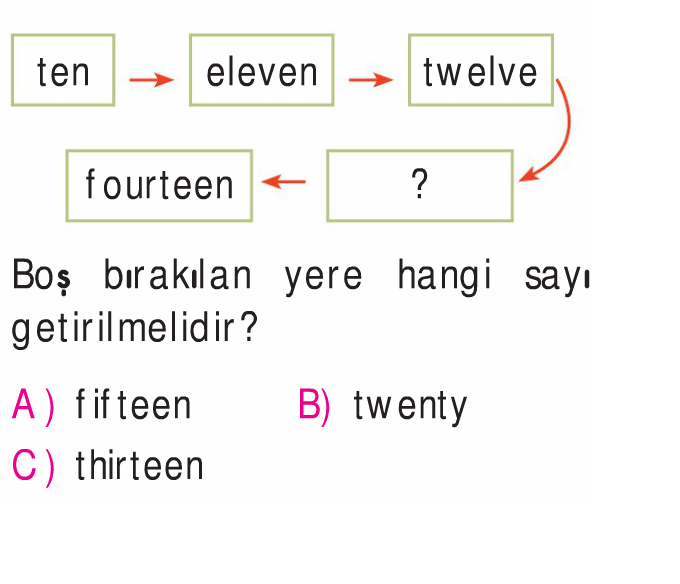 ten eleven twelve
fourteen ?
Boş bırakılan yere hangi sayı
getirilmelidir?
A) fifteen B) twenty
C) thirteen